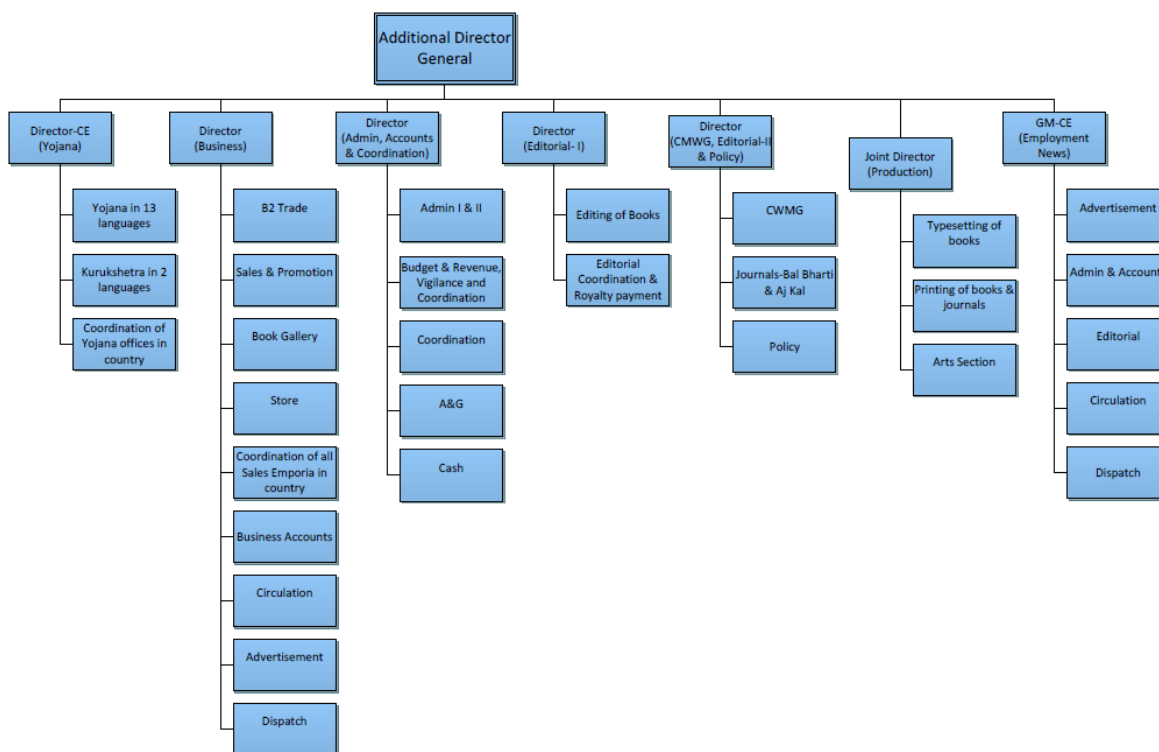 Additional Director
General
Director-CE
(Yojana)
Yojana in 13
languages
Kurukshetra in 2
languages
Coordination of
Yojana offices in
country
Director
(Business)
B2 Trade
Sales & Promotion
Book Gallery
Store
Coordination of all
Sales Emporia in
country
Business Accounts
Circulation
Advertisement
Dispatch
Director
(Admin, Accounts
& Coordination)
Admin I & II
Budget & Revenue,
Vigilance and
Coordination
Coordination
A&G
Cash
Director
(Editorial- I)
Editing of Books
Editorial
Coordination &
Royalty payment
Director
(CMWG, Editorial-II
& Policy)
CWMG
Journals-Bal Bharti
& Aj Kal
Policy
Joint Director
(Production)
Typesetting of
books
Printing of books &
journals
Arts Section
GM-CE
(Employment
News)
Advertisement
Admin & Account
Editorial
Circulation
Dispatch